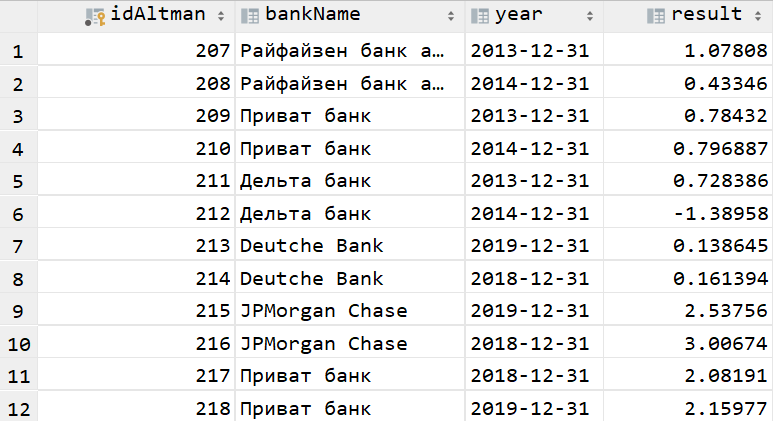 idAltman bankName year result
1 207 Райфайзен банк а… 2013-12-31 1.07808
2 208 Райфайзен банк а… 2014-12-31 0.43346
3 209 Приват банк 2013-12-31 0.78432
4 210 Приват банк 2014-12-31 0.796887
5 211 Дельта банк 2013-12-31 0.728386
6 212 Дельта банк 2014-12-31 -1.38958
7 213 Deutche Bank 2019-12-31 0.138645
8 214 Deutche Bank 2018-12-31 0.161394
9 215 JPMorgan Chase 2019-12-31 2.53756
10 216 JPMorgan Chase 2018-12-31 3.00674
11 217 Приват банк 2018-12-31 2.08191
12 218 Приват банк 2019-12-31 2.15977